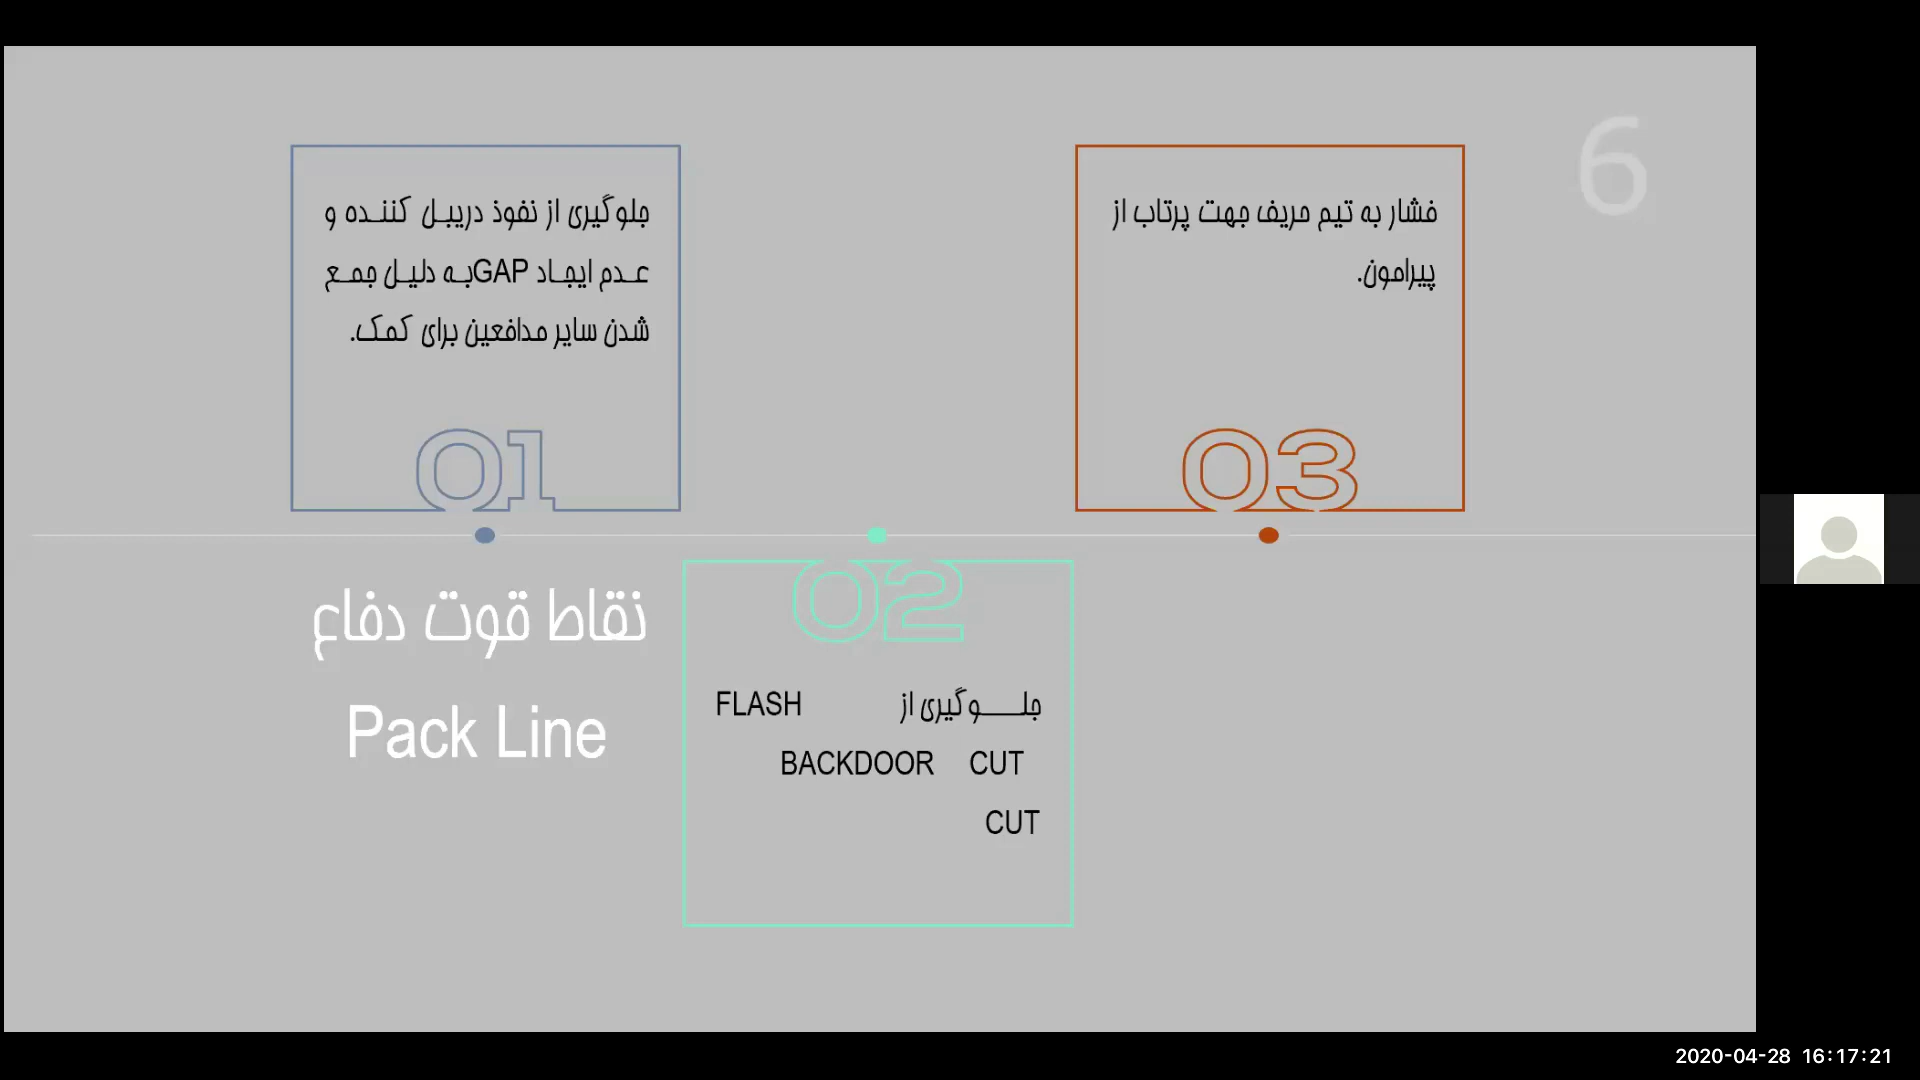 6
جلوگیری از نفوذ دریبل کننده و
عدم ایجاد GAPبه دلیل جمع
شدن سایر مدافعین برای کمک.
01
فشار به تیم حریف جهت پرتاب از
پیرامون.
03
نقاط قوت دفاع
Pack Line
02
جلوگیری از FLASH
CUT BACKDOOR
CUT
2020-04-28 16:17:21